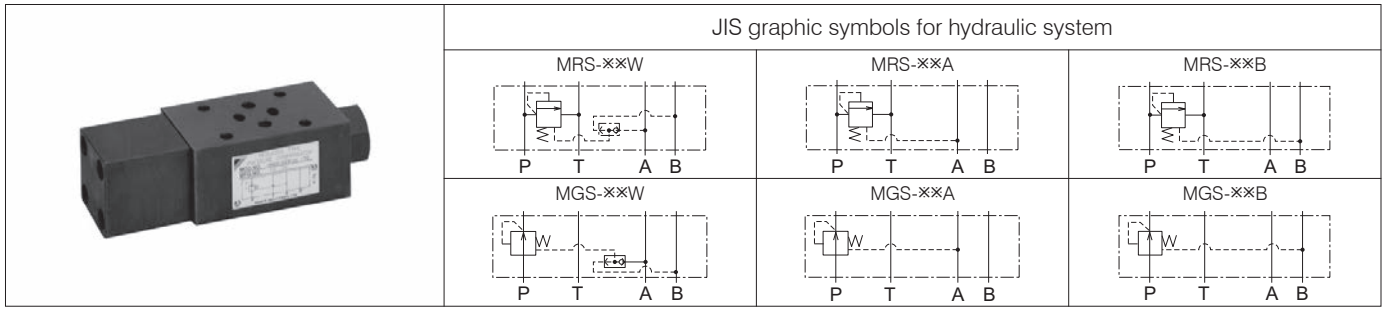 JIS graphic symbols for hydraulic system
MRS-※※W
MRS-※※A
MRS-※※B
P T A B
P T A B
P T A B
MGS-※※W
MGS-※※A
MGS-※※B
P T A B
P T A B
P T A B